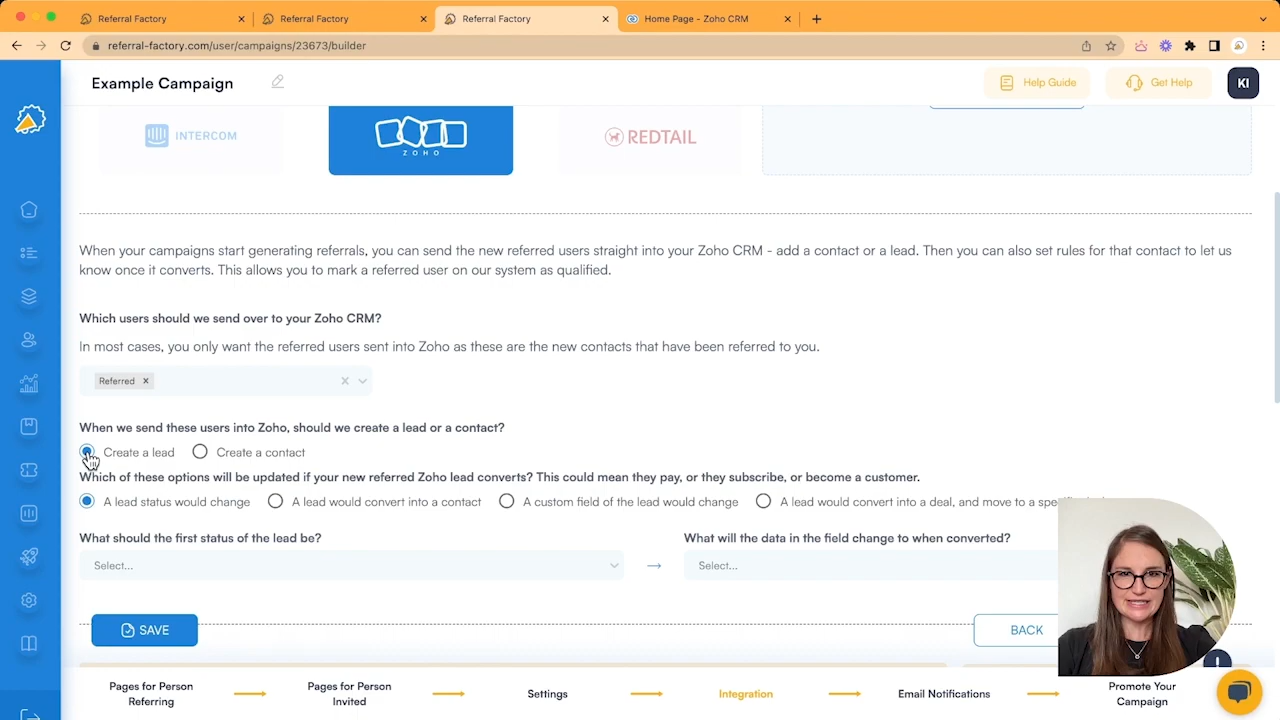 Referral Factory
Referral Factory
Referral Factory
Home Page - Zoho CRM
referral-factory.com/user/campaigns/23673/builder
Example Campaign
Help Guide
Get Help
KI
INTERCOM
ZOHO
REDTAIL
When your campaigns start generating referrals, you can send the new referred users straight into your Zoho CRM - add a contact or a lead. Then you can also set rules for that contact to let us
know once it converts. This allows you to mark a referred user on our system as qualified.
Which users should we send over to your Zoho CRM?
In most cases, you only want the referred users sent into Zoho as these are the new contacts that have been referred to you.
Referred
When we send these users into Zoho, should we create a lead or a contact?
Create a lead
Create a contact
Which of these options will be updated if your new referred Zoho lead converts? This could mean they pay, or they subscribe, or become a customer.
A lead status would change
A lead would convert into a contact
A custom field of the lead would change
A lead would convert into a deal, and move to a
What should the first status of the lead be?
What will the data in the field change to when converted?
Select...
Select...
SAVE
BACK
Pages for Person
Referring
Pages for Person
Invited
Settings
Integration
Email Notifications
Promote Your
Campaign